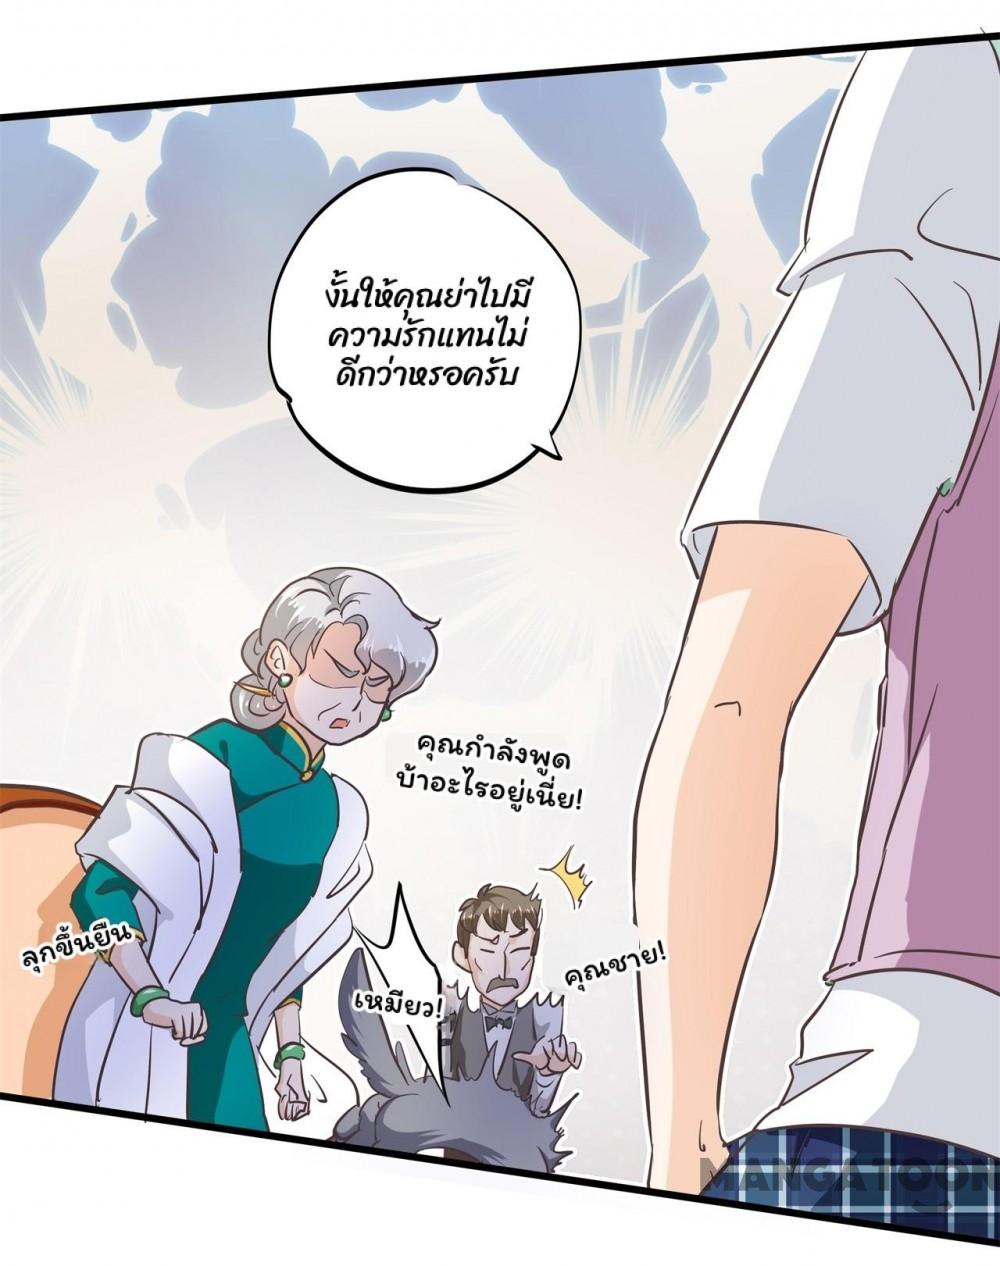 งั้นให้คุณย่าไปมี
ความรักแทนไม่
ดีกว่าหรอครับ
คุณกำลังพูด
บ้าอะไรอยู่เนี่ย!
ลุกขึ้นยืน
คุณชาย!
เหมียว!
MANGATOON